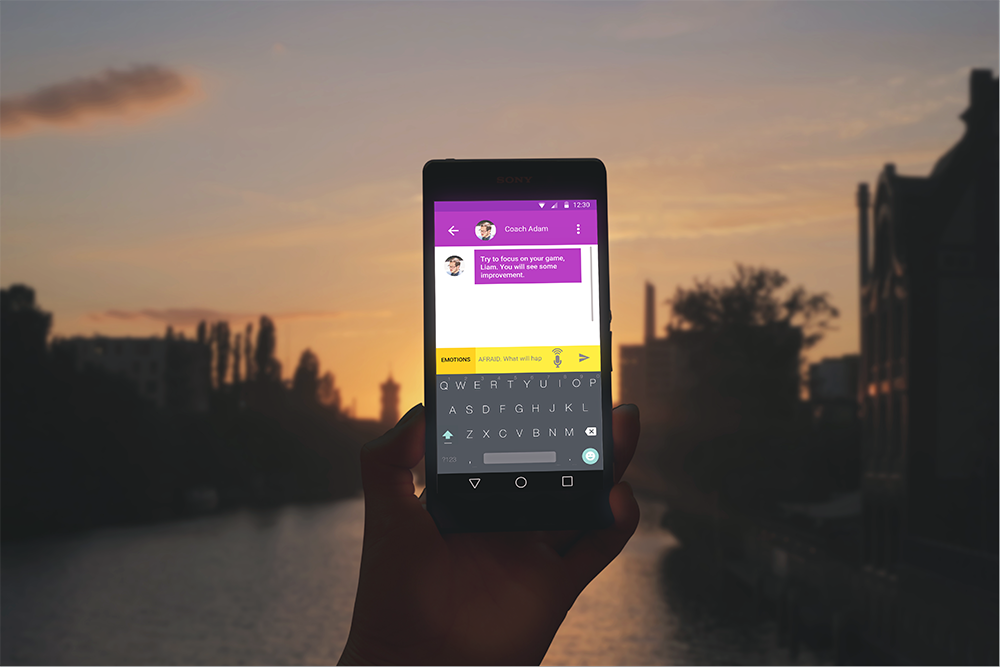 SONY
12:30
Coach Adam
Try to focus on your game,
Liam. You will see some
improvement.
EMOTIONS AFRAID. What will hap
Q W E R T Y U I O P
A S D F G H J K L
Z X C V B N M
?123 , .